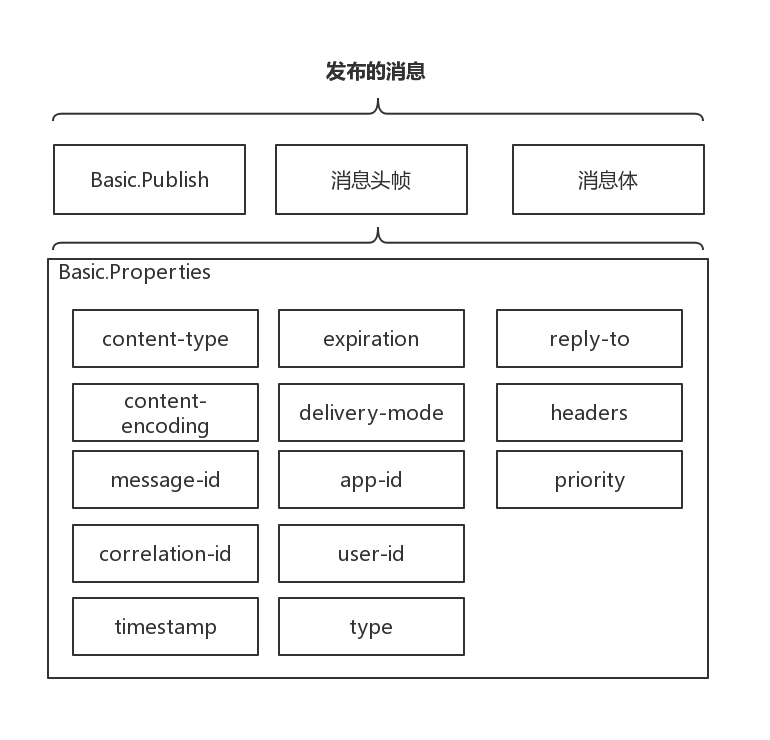 发布的消息
Basic.Publish
消息头帧
消息体
Basic.Properties
content-type
expiration
reply-to
content-
encoding
delivery-mode
headers
message-id
app-id
priority
correlation-id
user-id
timestamp
type